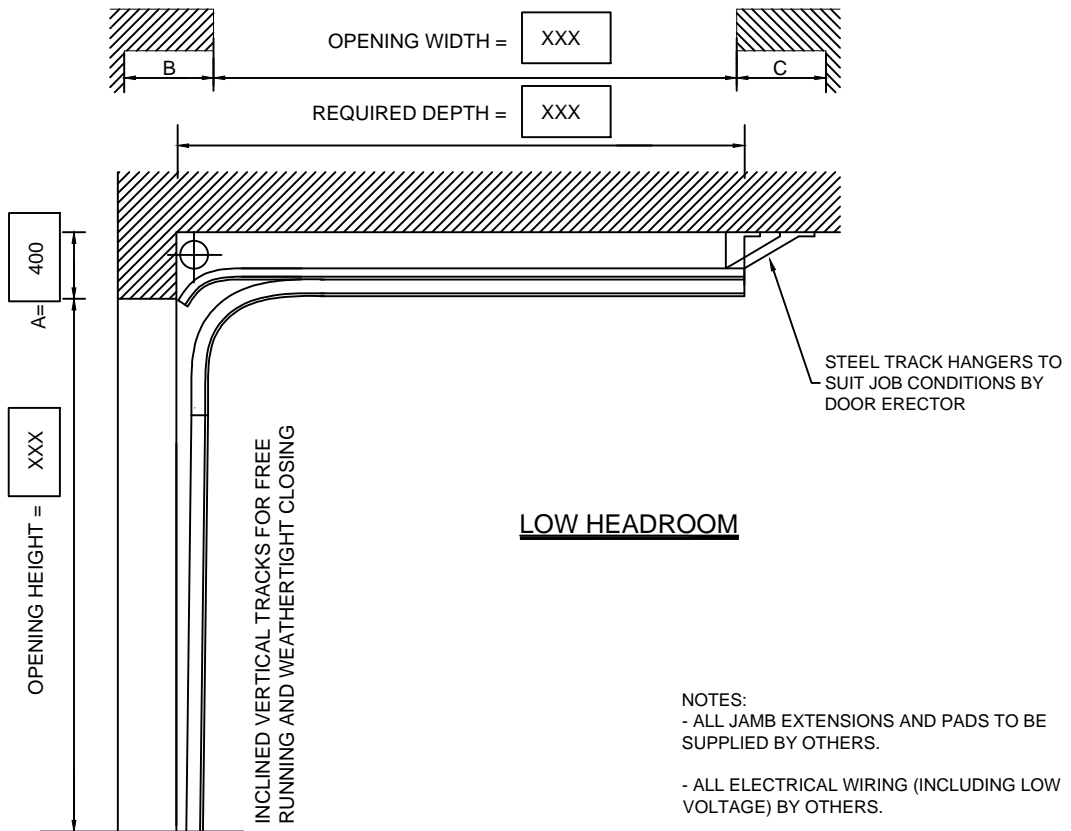 OPENING WIDTH = XXX
B
C
REQUIRED DEPTH = XXX
A= 400
OPENING HEIGHT = XXX
STEEL TRACK HANGERS TO
SUIT JOB CONDITIONS BY
DOOR ERECTOR
INCLINED VERTICAL TRACKS FOR FREE
RUNNING AND WEATHERTIGHT CLOSING
LOW HEADROOM
NOTES:
- ALL JAMB EXTENSIONS AND PADS TO BE
SUPPLIED BY OTHERS.
- ALL ELECTRICAL WIRING (INCLUDING LOW
VOLTAGE) BY OTHERS.